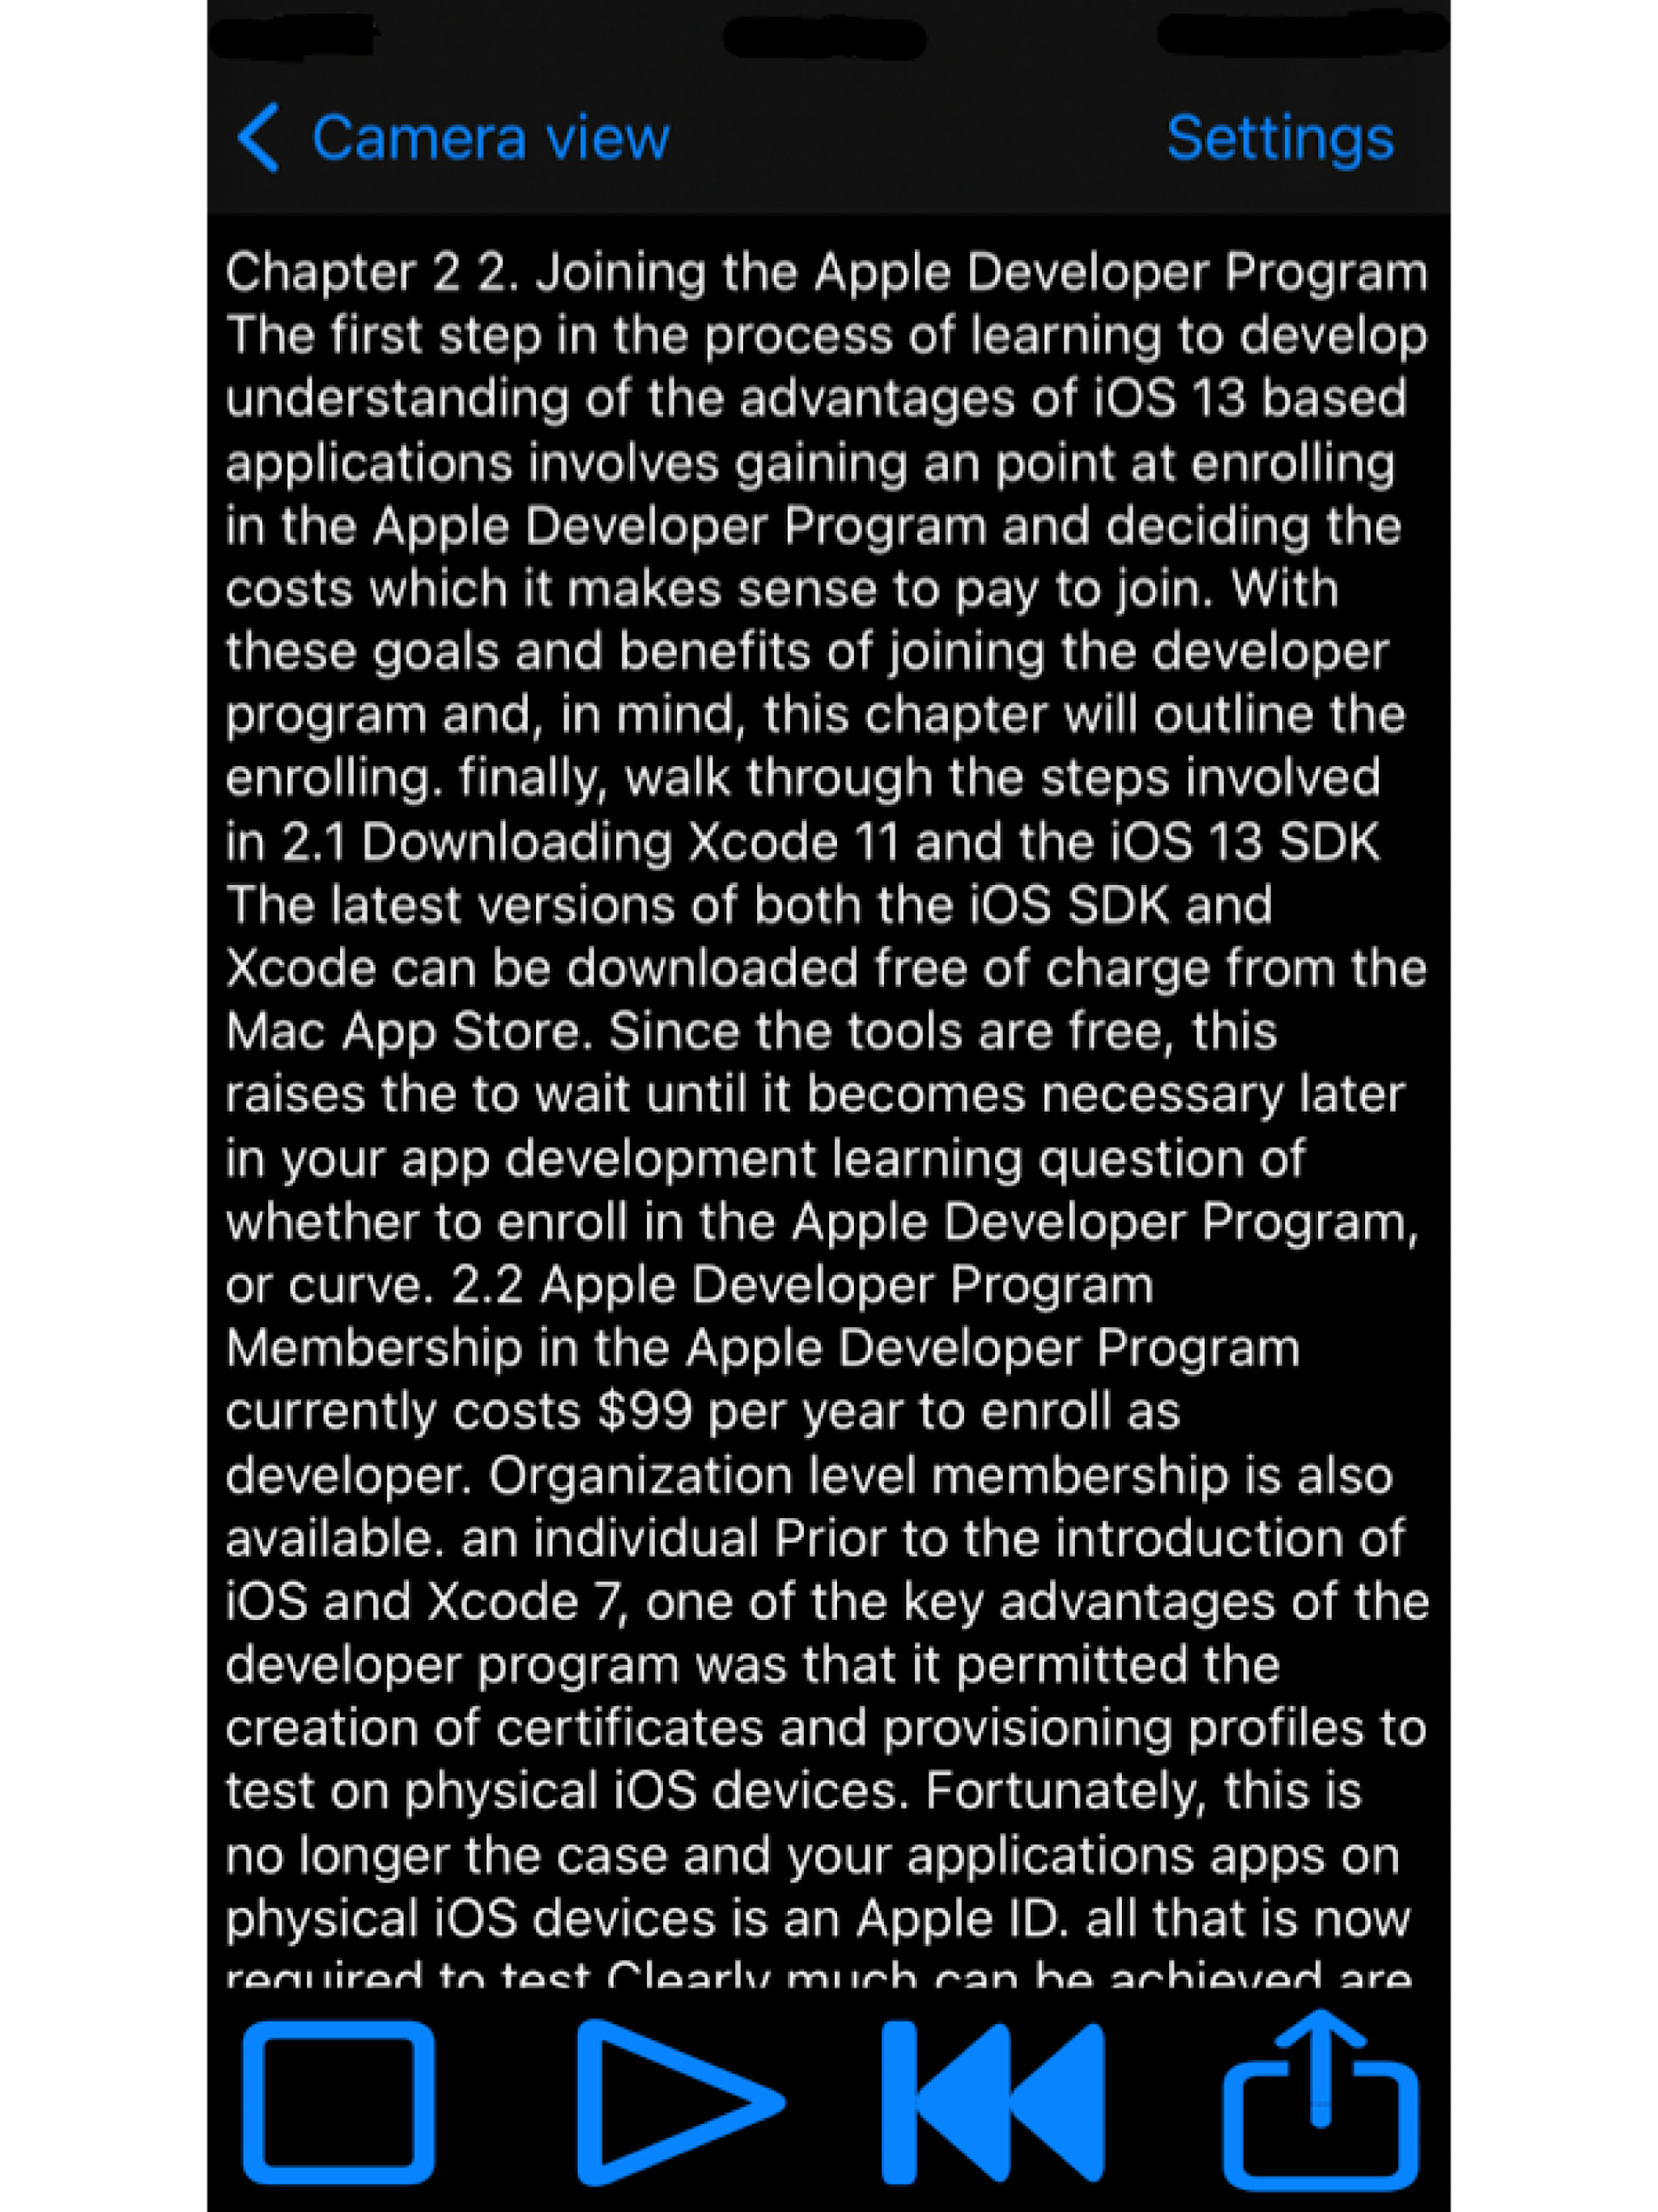 Camera view
Settings
Chapter 2 2. Joining the Apple Developer Program
The first step in the process of learning to develop
understanding of the advantages of iOS 13 based
applications involves gaining an point at enrolling
in the Apple Developer Program and deciding the
costs which it makes sense to pay to join. With
these goals and benefits of joining the developer
program and, in mind, this chapter will outline the
enrolling. finally, walk through the steps involved
in 2.1 Downloading Xcode 11 and the iOS 13 SDK
The latest versions of both the iOS SDK and
Xcode can be downloaded free of charge from the
Mac App Store. Since the tools are free, this
raises the to wait until it becomes necessary later
in your app development learning question of
whether to enroll in the Apple Developer Program,
or curve. 2.2 Apple Developer Program
Membership in the Apple Developer Program
currently costs $99 per year to enroll as
developer. Organization level membership is also
available. an individual Prior to the introduction of
iOS and Xcode 7, one of the key advantages of the
developer program was that it permitted the
creation of certificates and provisioning profiles to
test on physical iOS devices. Fortunately, this is
no longer the case and your applications apps on
physical iOS devices is an Apple ID. all that is now
required to test Clearly much can be achieved are